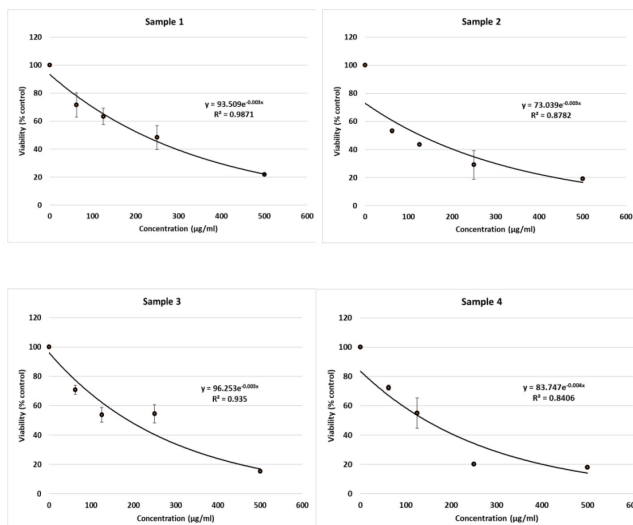 Sample 1
120
100
80
60
40
20
0
Viability (% control)
y = 93.509e-0.003x
R² = 0.9871
0 100 200 300 400 500 600
Concentration (µg/ml)
Sample 2
120
100
80
60
40
20
0
Viability (% control)
y = 73.039e-0.003x
R² = 0.8782
0 100 200 300 400 500 600
Concentration (µg/ml)
Sample 3
120
100
80
60
40
20
0
Viability (% control)
y = 96.253e-0.003x
R² = 0.935
0 100 200 300 400 500 600
Concentration (µg/ml)
Sample 4
120
100
80
60
40
20
0
Viability (% control)
y = 83.747e-0.004x
R² = 0.8406
0 100 200 300 400 500 600
Concentration (µg/ml)